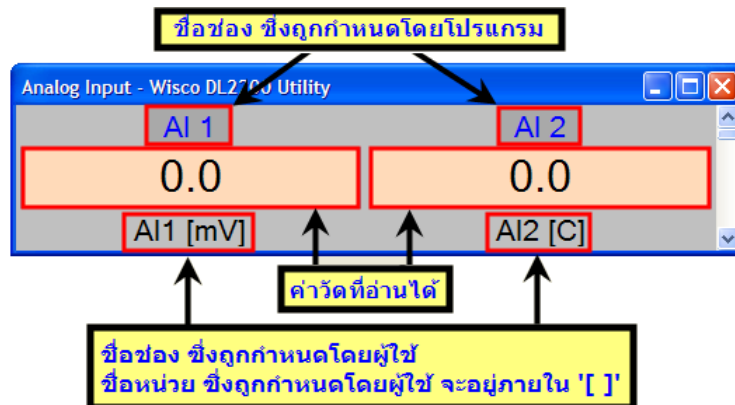 ชื่อช่อง ซึ่งถูกกำหนดโดยโปรแกรม
Analog Input - Wisco DL2200 Utility
AI 1 AI 2
0.0 0.0
AI1 [mV] AI2 [C]
ค่าวัดที่อ่านได้
ชื่อช่อง ซึ่งถูกกำหนดโดยผู้ใช้
ชื่อหน่วย ซึ่งถูกกำหนดโดยผู้ใช้ จะอยู่ภายใน '[ ]'